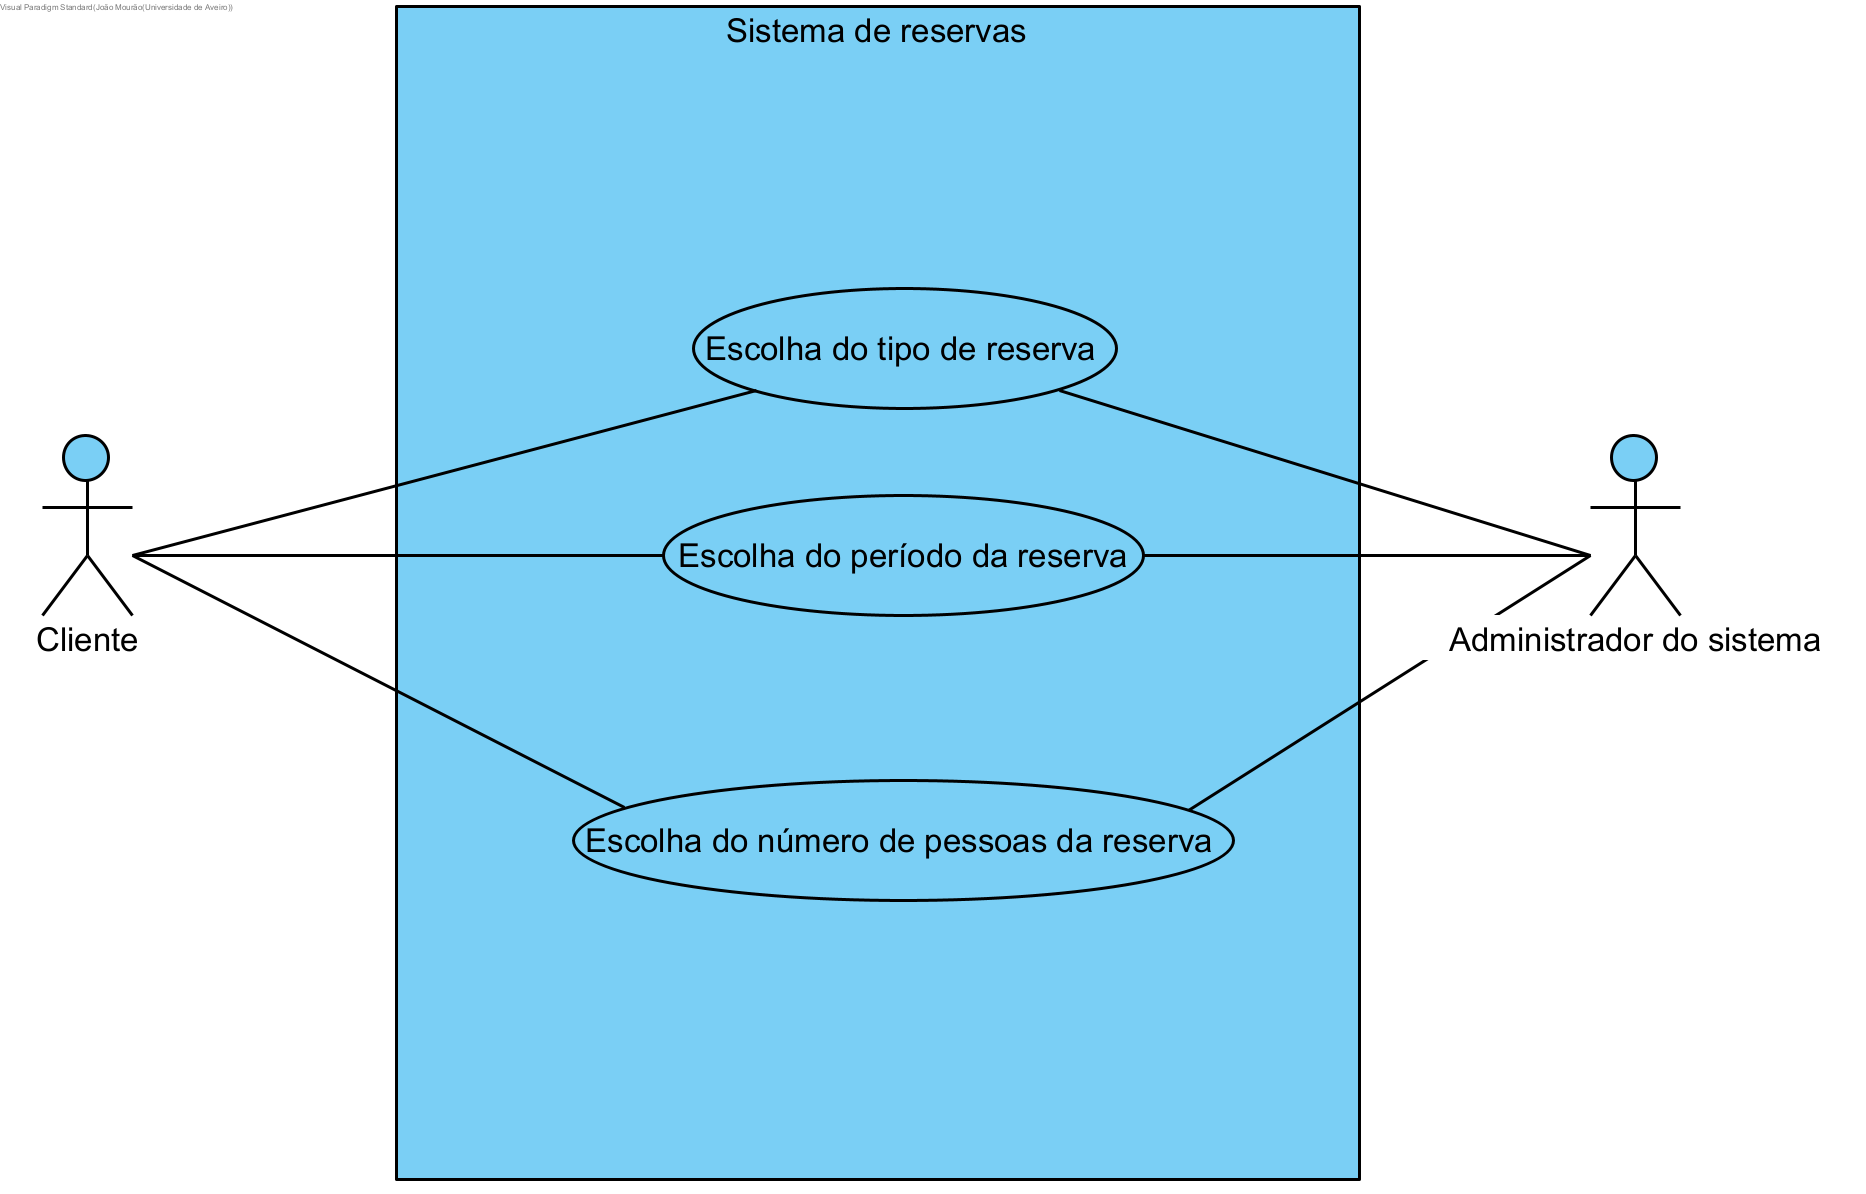 Visual Paradigm Standard(João Mourão(Universidade de Aveiro))
Sistema de reservas
Escolha do tipo de reserva
Escolha do período da reserva
Cliente
Administrador do sistema
Escolha do número de pessoas da reserva